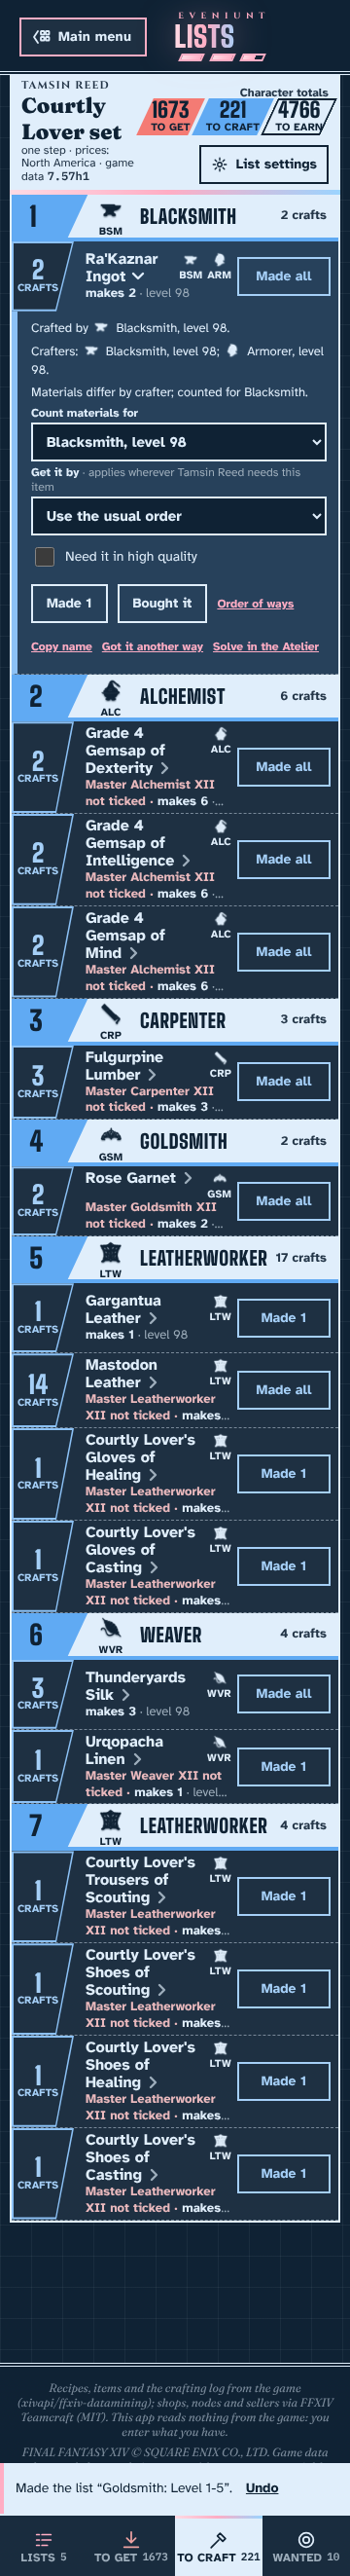 Main menu
EVENIUNT
LISTS
TAMSIN REED
Courtly
Lover set
one step · prices:
North America · game
data 7.57h1
Character totals
1673
TO GET
221
TO CRAFT
4766
TO EARN
List settings
1
BSM
BLACKSMITH
2 crafts
2
CRAFTS
Ra'Kaznar
Ingot
makes 2 · level 98
BSM ARM
Made all
Crafted by Blacksmith, level 98.
Crafters: Blacksmith, level 98; Armorer, level
98.
Materials differ by crafter; counted for Blacksmith.
Count materials for
Blacksmith, level 98
Get it by · applies wherever Tamsin Reed needs this
item
Use the usual order
Need it in high quality
Made 1
Bought it
Order of ways
Copy name
Got it another way
Solve in the Atelier
2
ALC
ALCHEMIST
6 crafts
2
CRAFTS
Grade 4
Gemsap of
Dexterity
Master Alchemist XII
not ticked · makes 6 ·…
ALC
Made all
2
CRAFTS
Grade 4
Gemsap of
Intelligence
Master Alchemist XII
not ticked · makes 6 ·…
ALC
Made all
2
CRAFTS
Grade 4
Gemsap of
Mind
Master Alchemist XII
not ticked · makes 6 ·…
ALC
Made all
3
CRP
CARPENTER
3 crafts
3
CRAFTS
Fulgurpine
Lumber
Master Carpenter XII
not ticked · makes 3 ·…
CRP
Made all
4
GSM
GOLDSMITH
2 crafts
2
CRAFTS
Rose Garnet
Master Goldsmith XII
not ticked · makes 2 ·…
GSM
Made all
5
LTW
LEATHERWORKER
17 crafts
1
CRAFTS
Gargantua
Leather
makes 1 · level 98
LTW
Made 1
14
CRAFTS
Mastodon
Leather
Master Leatherworker
XII not ticked · makes…
LTW
Made all
1
CRAFTS
Courtly Lover's
Gloves of
Healing
Master Leatherworker
XII not ticked · makes…
LTW
Made 1
1
CRAFTS
Courtly Lover's
Gloves of
Casting
Master Leatherworker
XII not ticked · makes…
LTW
Made 1
6
WVR
WEAVER
4 crafts
3
CRAFTS
Thunderyards
Silk
makes 3 · level 98
WVR
Made all
1
CRAFTS
Urqopacha
Linen
Master Weaver XII not
ticked · makes 1 · level…
WVR
Made 1
7
LTW
LEATHERWORKER
4 crafts
1
CRAFTS
Courtly Lover's
Trousers of
Scouting
Master Leatherworker
XII not ticked · makes…
LTW
Made 1
1
CRAFTS
Courtly Lover's
Shoes of
Scouting
Master Leatherworker
XII not ticked · makes…
LTW
Made 1
1
CRAFTS
Courtly Lover's
Shoes of
Healing
Master Leatherworker
XII not ticked · makes…
LTW
Made 1
1
CRAFTS
Courtly Lover's
Shoes of
Casting
Master Leatherworker
XII not ticked · makes…
LTW
Made 1
Recipes, items and the crafting log from the game
(xivapi/ffxiv-datamining); shops, nodes and sellers via FFXIV
Teamcraft (MIT). This app reads nothing from the game: you
enter what you have.
FINAL FANTASY XIV © SQUARE ENIX CO., LTD. Game data
Made the list “Goldsmith: Level 1-5”. Undo
LISTS 5
TO GET 1673
TO CRAFT 221
WANTED 10